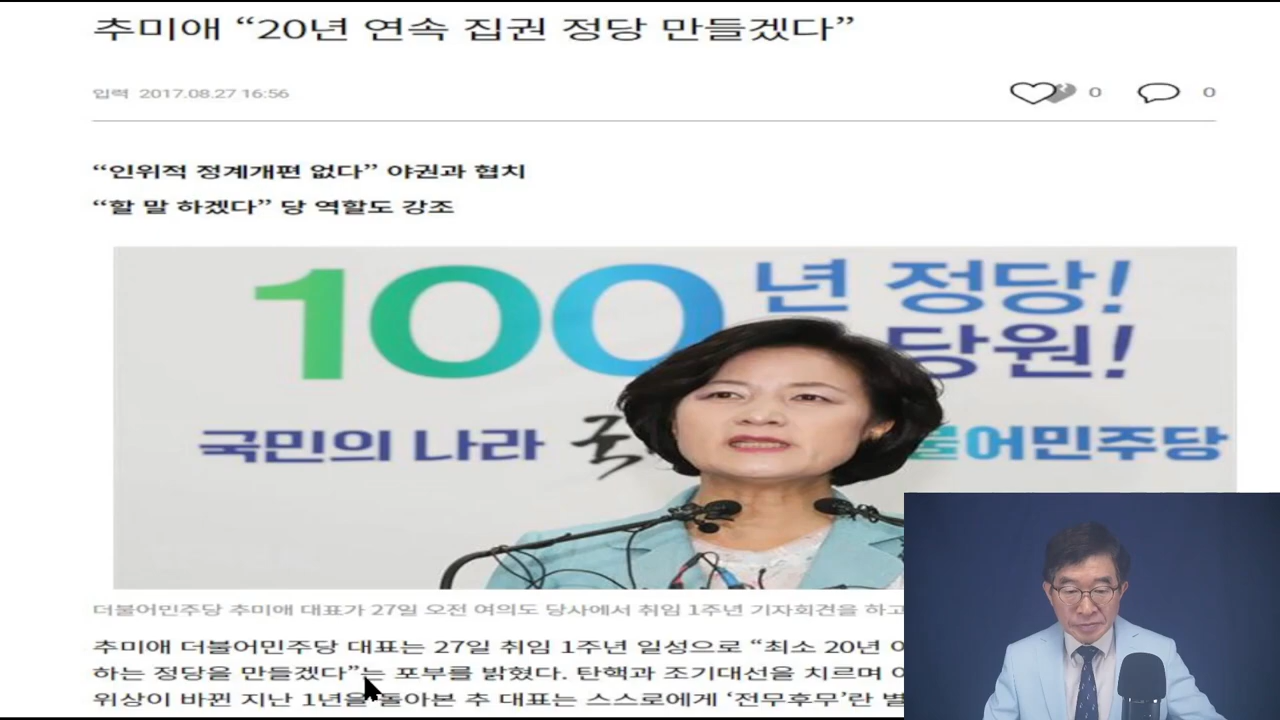 추미애 “20년 연속 집권 정당 만들겠다”
입력 2017.08.27 16:56
0 0
“인위적 정계개편 없다” 야권과 협치
“할 말 하겠다” 당 역할도 강조
100년 정당!
당원!
국민의 나라
더불어민주당 추미애 대표가 27일 오전 여의도 당사에서 취임 1주년 기자회견을 하고
추미애 더불어민주당 대표는 27일 취임 1주년 일성으로 “최소 20년
하는 정당을 만들겠다”는 포부를 밝혔다. 탄핵과 조기대선을 치르며
위상이 바뀐 지난 1년을 돌아본 추 대표는 스스로에게 ‘전무후무’란